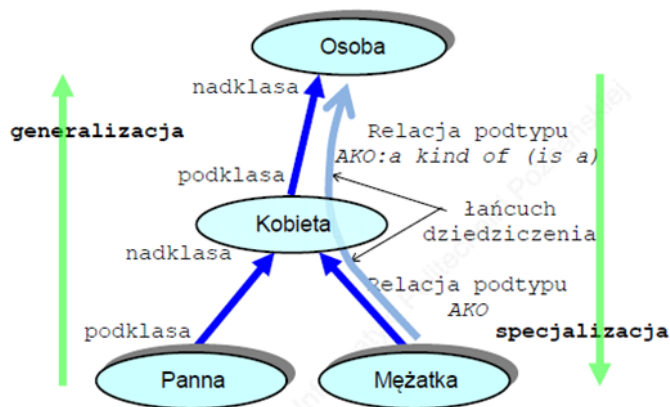 Osoba
nadklasa
generalizacja
Relacja podtypu
AKO:a kind of (is a)
podklasa
Kobieta
łańcuch
dziedziczenia
nadklasa
Relacja podtypu
AKO
podklasa
specjalizacja
Panna
Mężatka